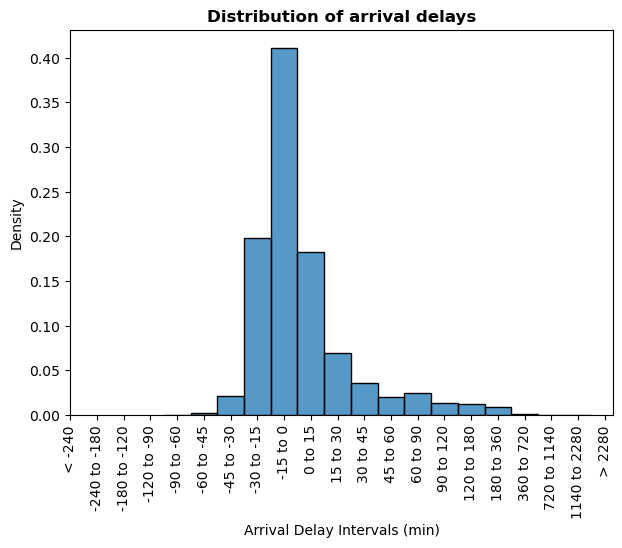 Distribution of arrival delays
Density
0.40
0.35
0.30
0.25
0.20
0.15
0.10
0.05
0.00
< -240
-240 to -180
-180 to -120
-120 to -90
-90 to -60
-60 to -45
-45 to -30
-30 to -15
-15 to 0
0 to 15
15 to 30
30 to 45
45 to 60
60 to 90
90 to 120
120 to 180
180 to 360
360 to 720
720 to 1140
1140 to 2280
> 2280
Arrival Delay Intervals (min)